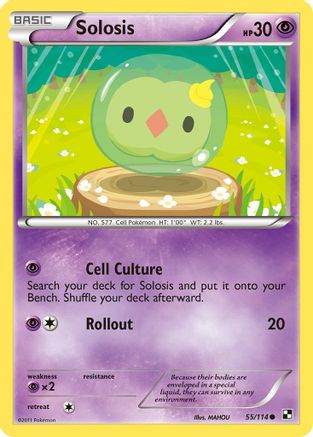 BASIC
Solosis
HP30
NO. 577 Cell Pokémon HT: 1'00" WT: 2.2 lbs.
Cell Culture
Search your deck for Solosis and put it onto your
Bench. Shuffle your deck afterward.
Rollout 20
weakness resistance
×2
retreat
Because their bodies are
enveloped in a special
liquid, they can survive in any
environment.
©2011 Pokémon
Illus. MAHOU 55/114